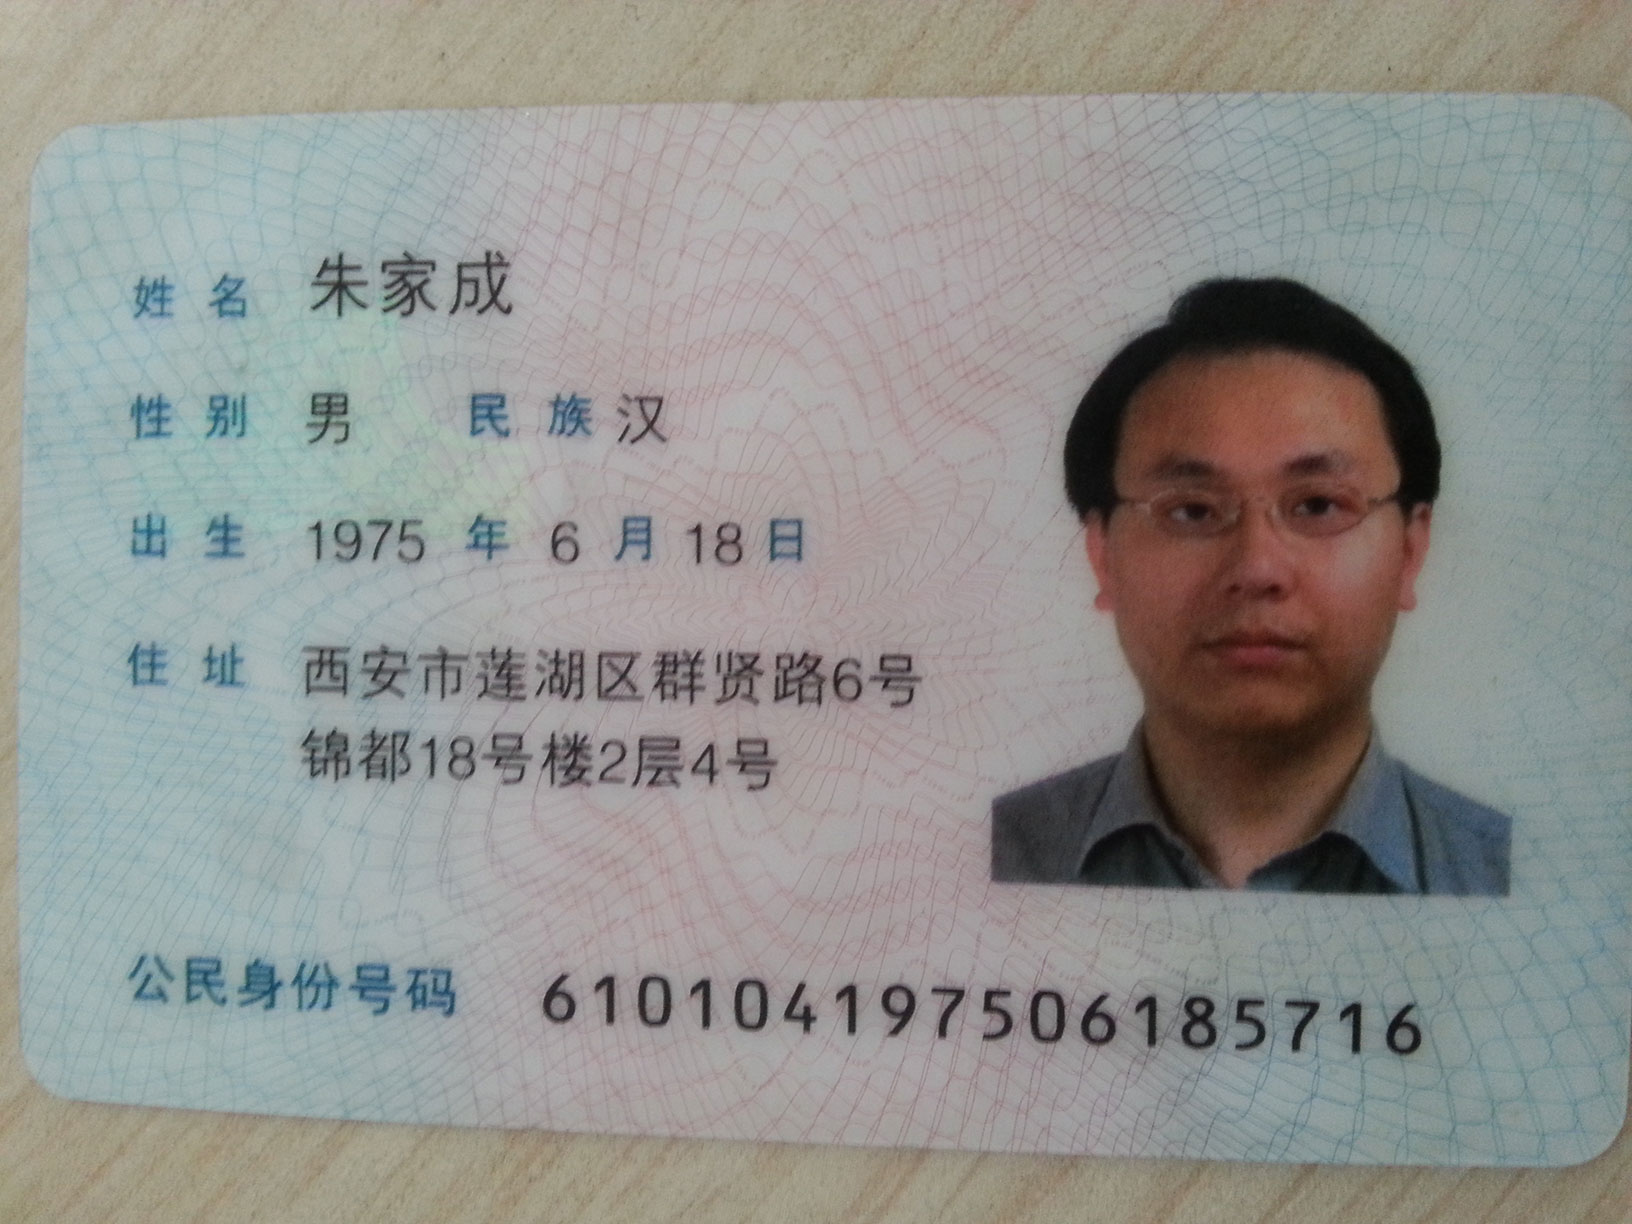 姓名 朱家成
性别 男 民族 汉
出生 1975 年 6 月 18 日
住址 西安市莲湖区群贤路6号
锦都18号楼2层4号
公民身份号码 610104197506185716